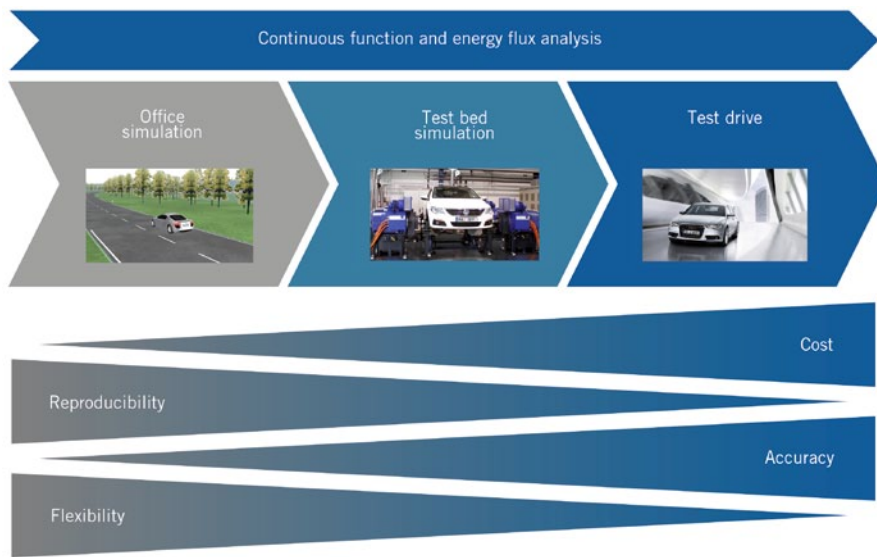 Continuous function and energy flux analysis
Office
simulation
Test bed
simulation
Test drive
Cost
Reproducibility
Accuracy
Flexibility